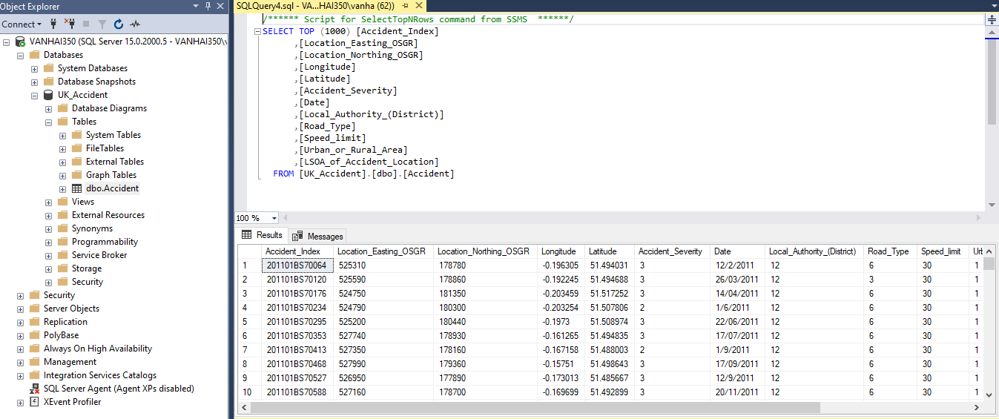 Object Explorer
Connect
VANHAI350 (SQL Server 15.0.2000.5 - VANHAI350\
Databases
System Databases
Database Snapshots
UK_Accident
Database Diagrams
Tables
System Tables
FileTables
External Tables
Graph Tables
dbo.Accident
Views
External Resources
Synonyms
Programmability
Service Broker
Storage
Security
Security
Server Objects
Replication
PolyBase
Always On High Availability
Management
Integration Services Catalogs
SQL Server Agent (Agent XPs disabled)
XEvent Profiler
SQLQuery4.sql - VA...HAI350\vanha (62))
/****** Script for SelectTopNRows command from SSMS  ******/
SELECT TOP (1000) [Accident_Index]
,[Location_Easting_OSGR]
,[Location_Northing_OSGR]
,[Longitude]
,[Latitude]
,[Accident_Severity]
,[Date]
,[Local_Authority_(District)]
,[Road_Type]
,[Speed_limit]
,[Urban_or_Rural_Area]
,[LSOA_of_Accident_Location]
FROM [UK_Accident].[dbo].[Accident]
100 %
Results Messages
Accident_Index Location_Easting_OSGR Location_Northing_OSGR Longitude Latitude Accident_Severity Date Local_Authority_(District) Road_Type Speed_limit
1 201101BS70064 525310 178780 -0.196305 51.494031 3 12/2/2011 12 6 30 1
2 201101BS70120 525590 178860 -0.192245 51.494688 3 26/03/2011 12 3 30 1
3 201101BS70176 524750 181350 -0.203459 51.517252 3 14/04/2011 12 6 30 1
4 201101BS70234 524790 180300 -0.203254 51.507806 2 1/6/2011 12 6 30 1
5 201101BS70295 525200 180440 -0.1973 51.508974 3 22/06/2011 12 6 30 1
6 201101BS70353 527740 178930 -0.161265 51.494835 3 17/07/2011 12 6 30 1
7 201101BS70413 527350 178160 -0.167158 51.488003 2 1/9/2011 12 6 30 1
8 201101BS70468 527990 179360 -0.15751 51.498643 3 17/09/2011 12 6 30 1
9 201101BS70527 526950 177890 -0.173013 51.485667 3 12/9/2011 12 6 30 1
10 201101BS70588 527160 178700 -0.169699 51.492899 3 20/11/2011 12 6 30 1